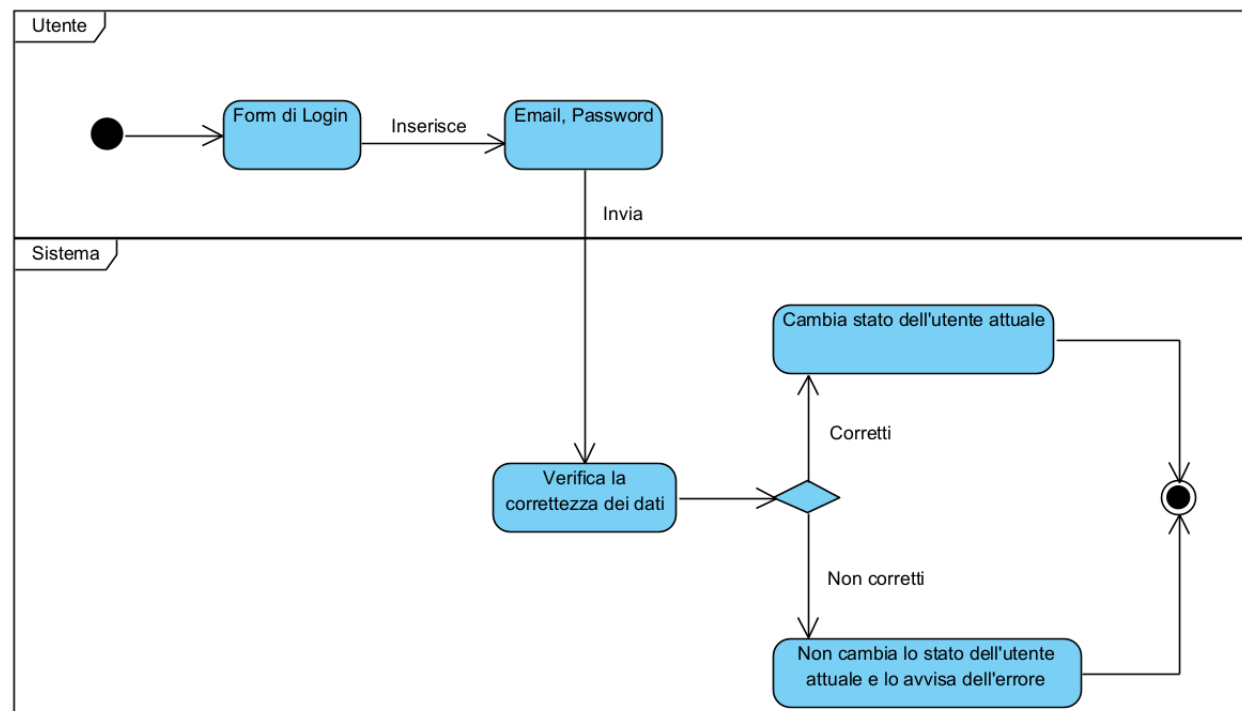 Utente
Form di Login
Inserisce
Email, Password
Invia
Sistema
Cambia stato dell'utente attuale
Corretti
Verifica la
correttezza dei dati
Non corretti
Non cambia lo stato dell'utente
attuale e lo avvisa dell'errore